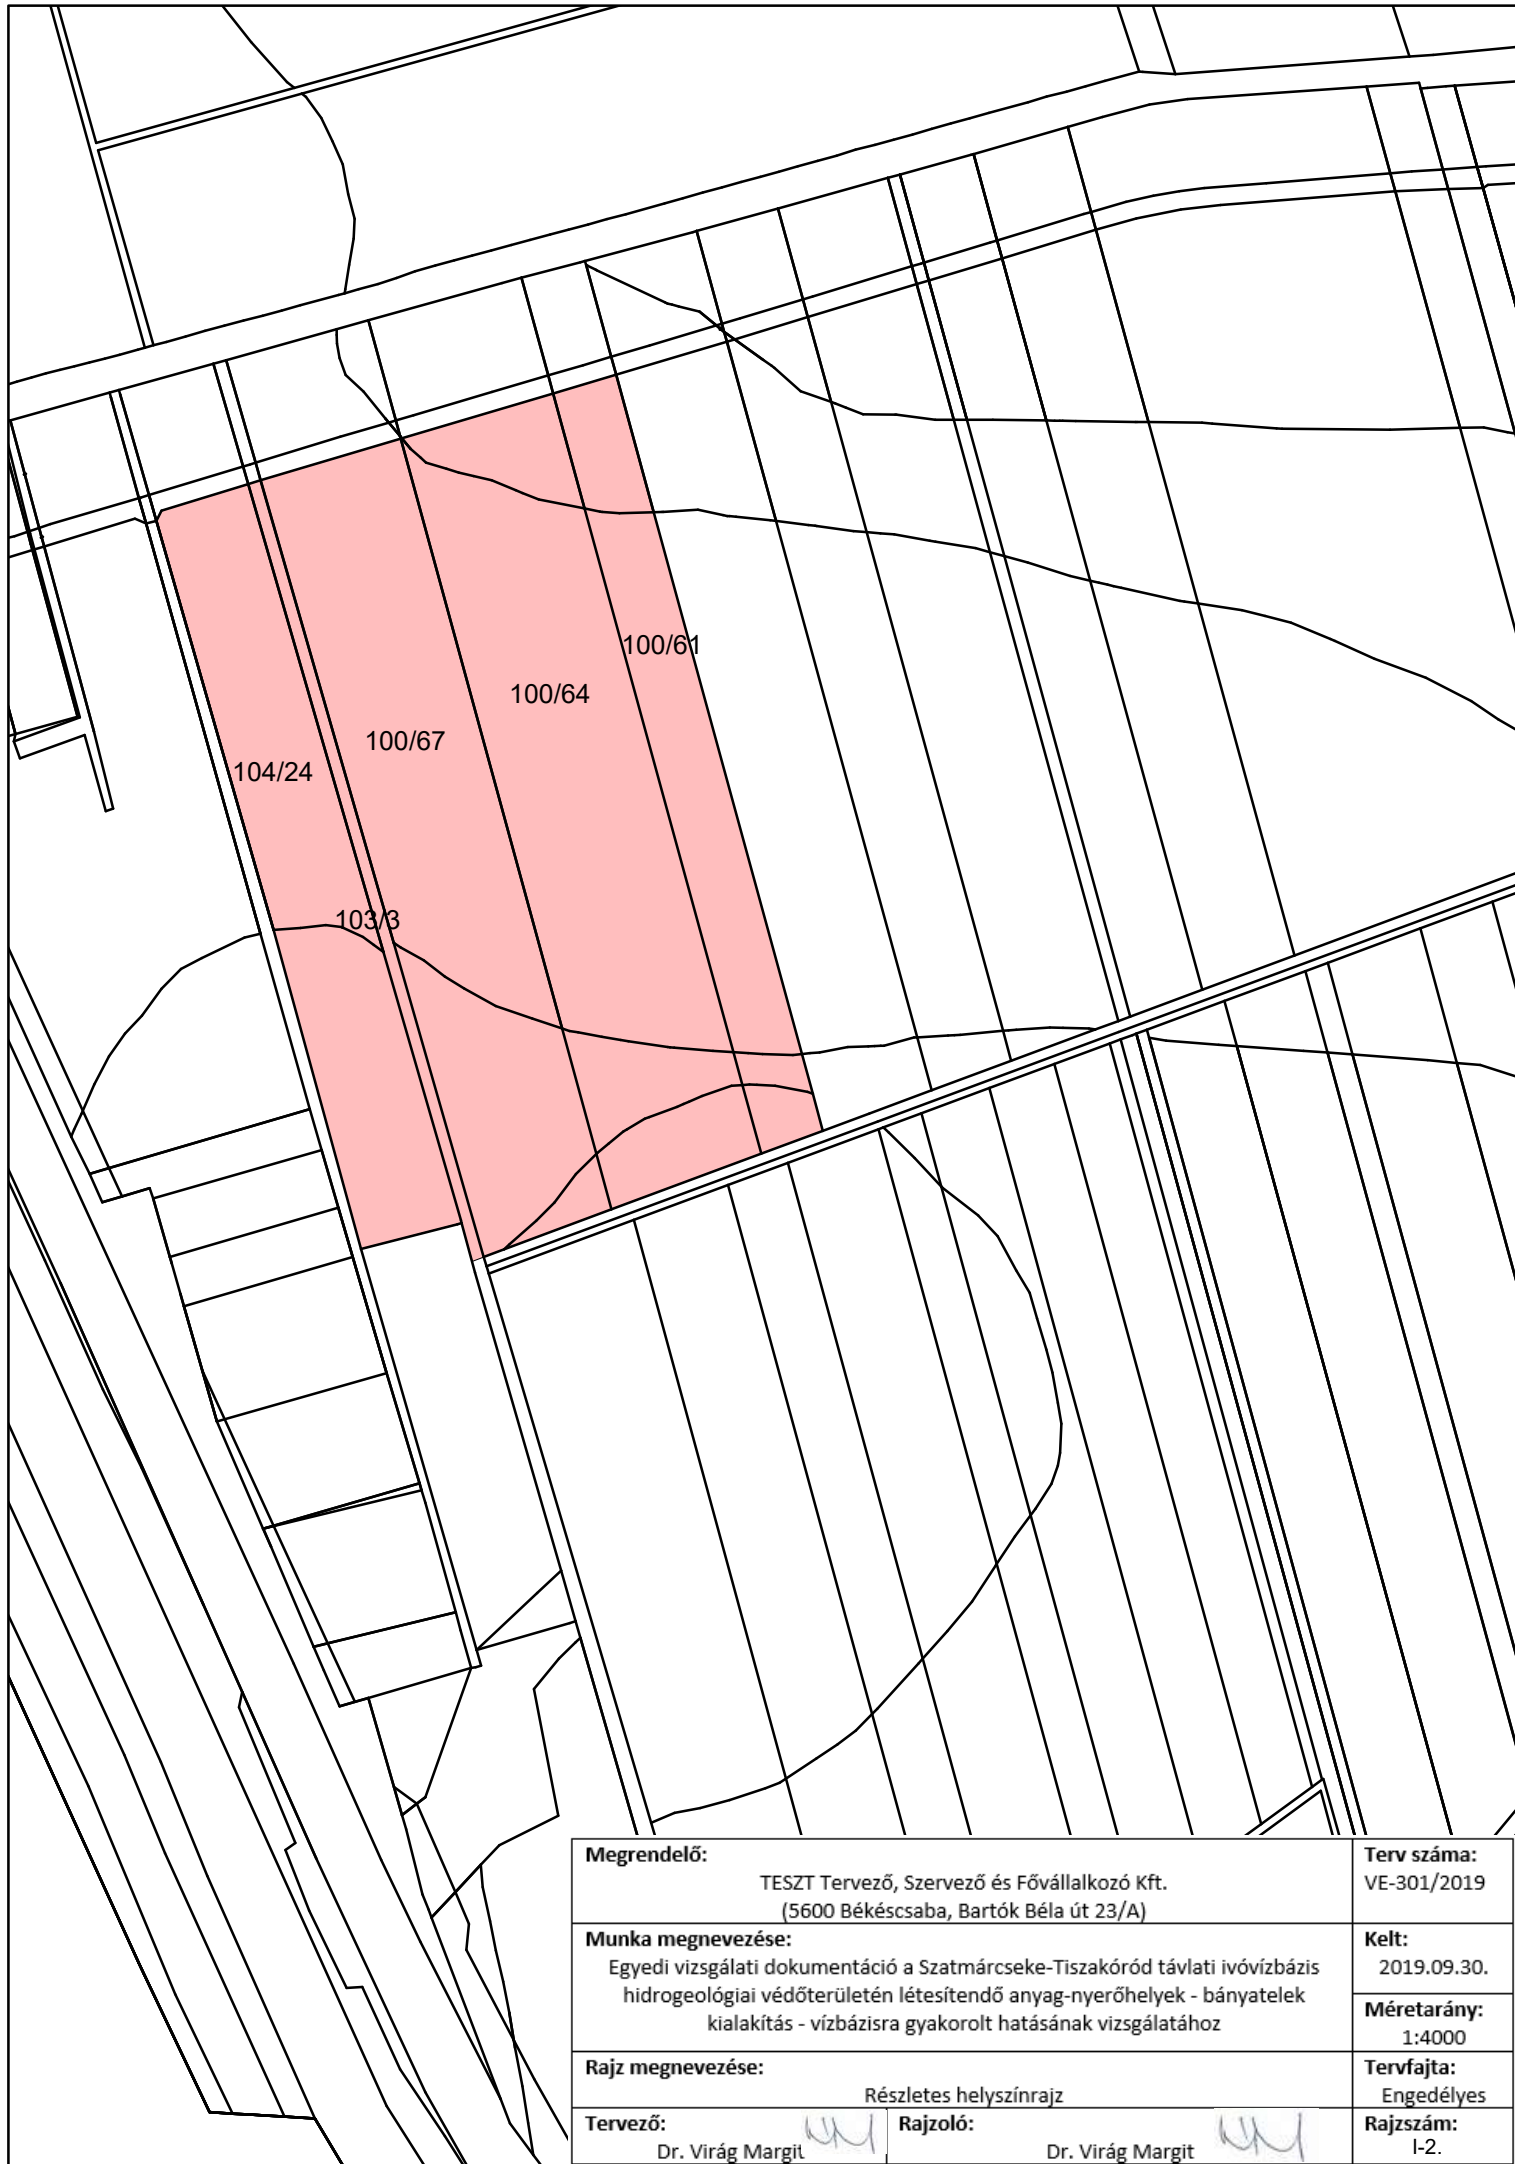 100/61
100/64
100/67
104/24
103/3
Megrendelő:
TESZT Tervező, Szervező és Fővállalkozó Kft.
(5600 Békéscsaba, Bartók Béla út 23/A)
Terv száma:
VE-301/2019
Munka megnevezése:
Egyedi vizsgálati dokumentáció a Szatmárcseke-Tiszakóród távlati ivóvízbázis
hidrogeológiai védőterületén létesítendő anyag-nyerőhelyek - bányatelek
kialakítás - vízbázisra gyakorolt hatásának vizsgálatához
Kelt:
2019.09.30.
Méretarány:
1:4000
Rajz megnevezése:
Részletes helyszínrajz
Tervfajta:
Engedélyes
Tervező:
Dr. Virág Margit
Rajzoló:
Dr. Virág Margit
Rajzszám:
I-2.